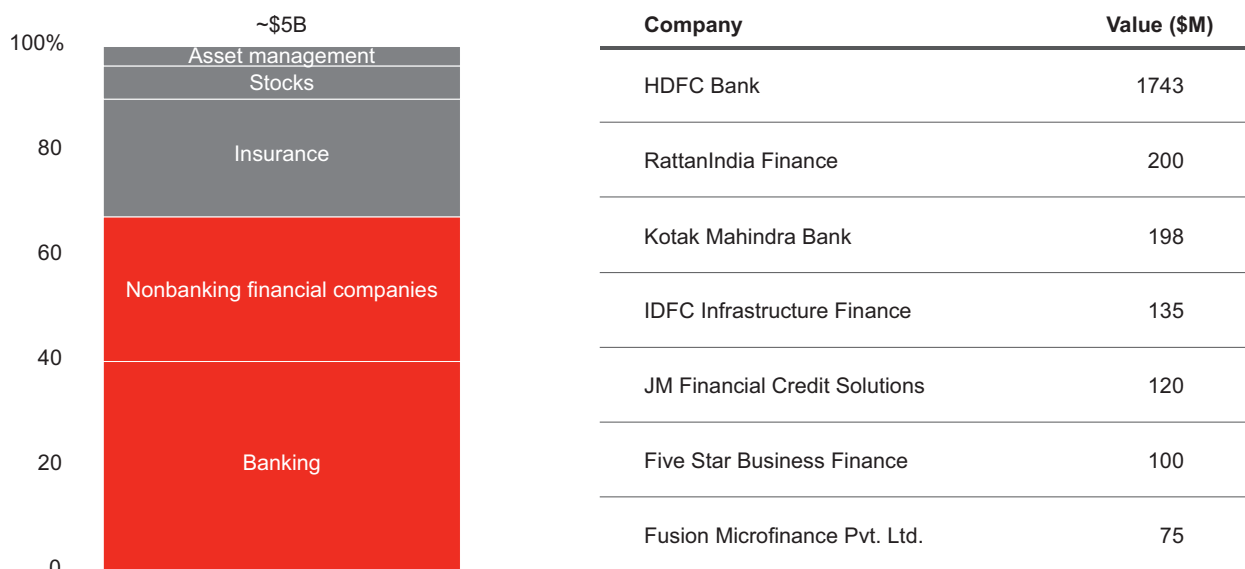 ~$5B
100%
Asset management
Stocks
80
Insurance
60
Nonbanking financial companies
40
20
Banking
0
Company Value ($M)
HDFC Bank 1743
RattanIndia Finance 200
Kotak Mahindra Bank 198
IDFC Infrastructure Finance 135
JM Financial Credit Solutions 120
Five Star Business Finance 100
Fusion Microfinance Pvt. Ltd. 75